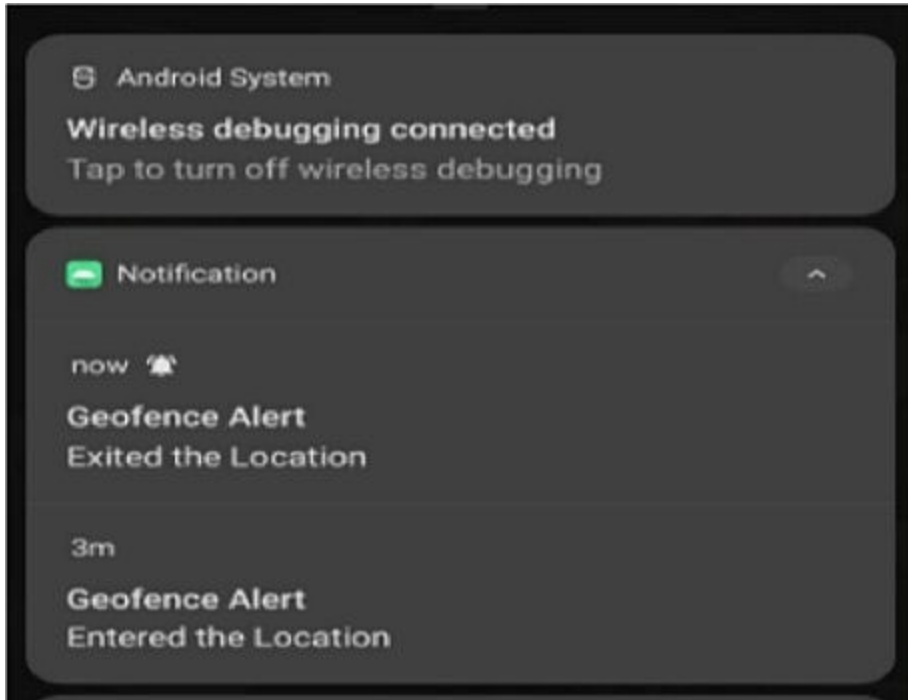 Android System
Wireless debugging connected
Tap to turn off wireless debugging
Notification
now
Geofence Alert
Exited the Location
3m
Geofence Alert
Entered the Location